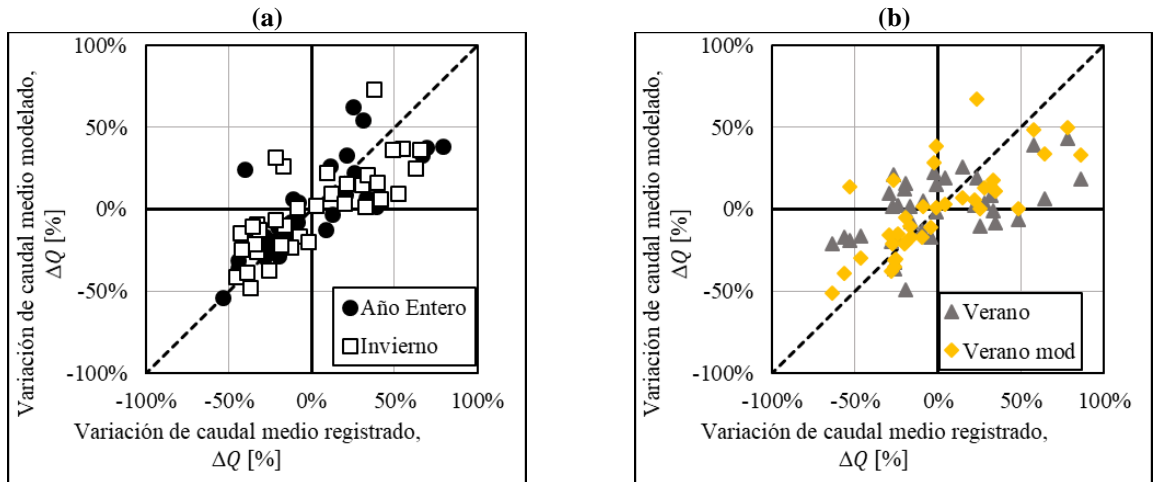 (a)
Variación de caudal medio modelado,
ΔQ [%]
100%
50%
0%
-50%
-100%
Año Entero
Invierno
-100% -50% 0% 50% 100%
Variación de caudal medio registrado,
ΔQ [%]
(b)
Variación de caudal medio modelado,
ΔQ [%]
100%
50%
0%
-50%
-100%
Verano
Verano mod
-100% -50% 0% 50% 100%
Variación de caudal medio registrado,
ΔQ [%]